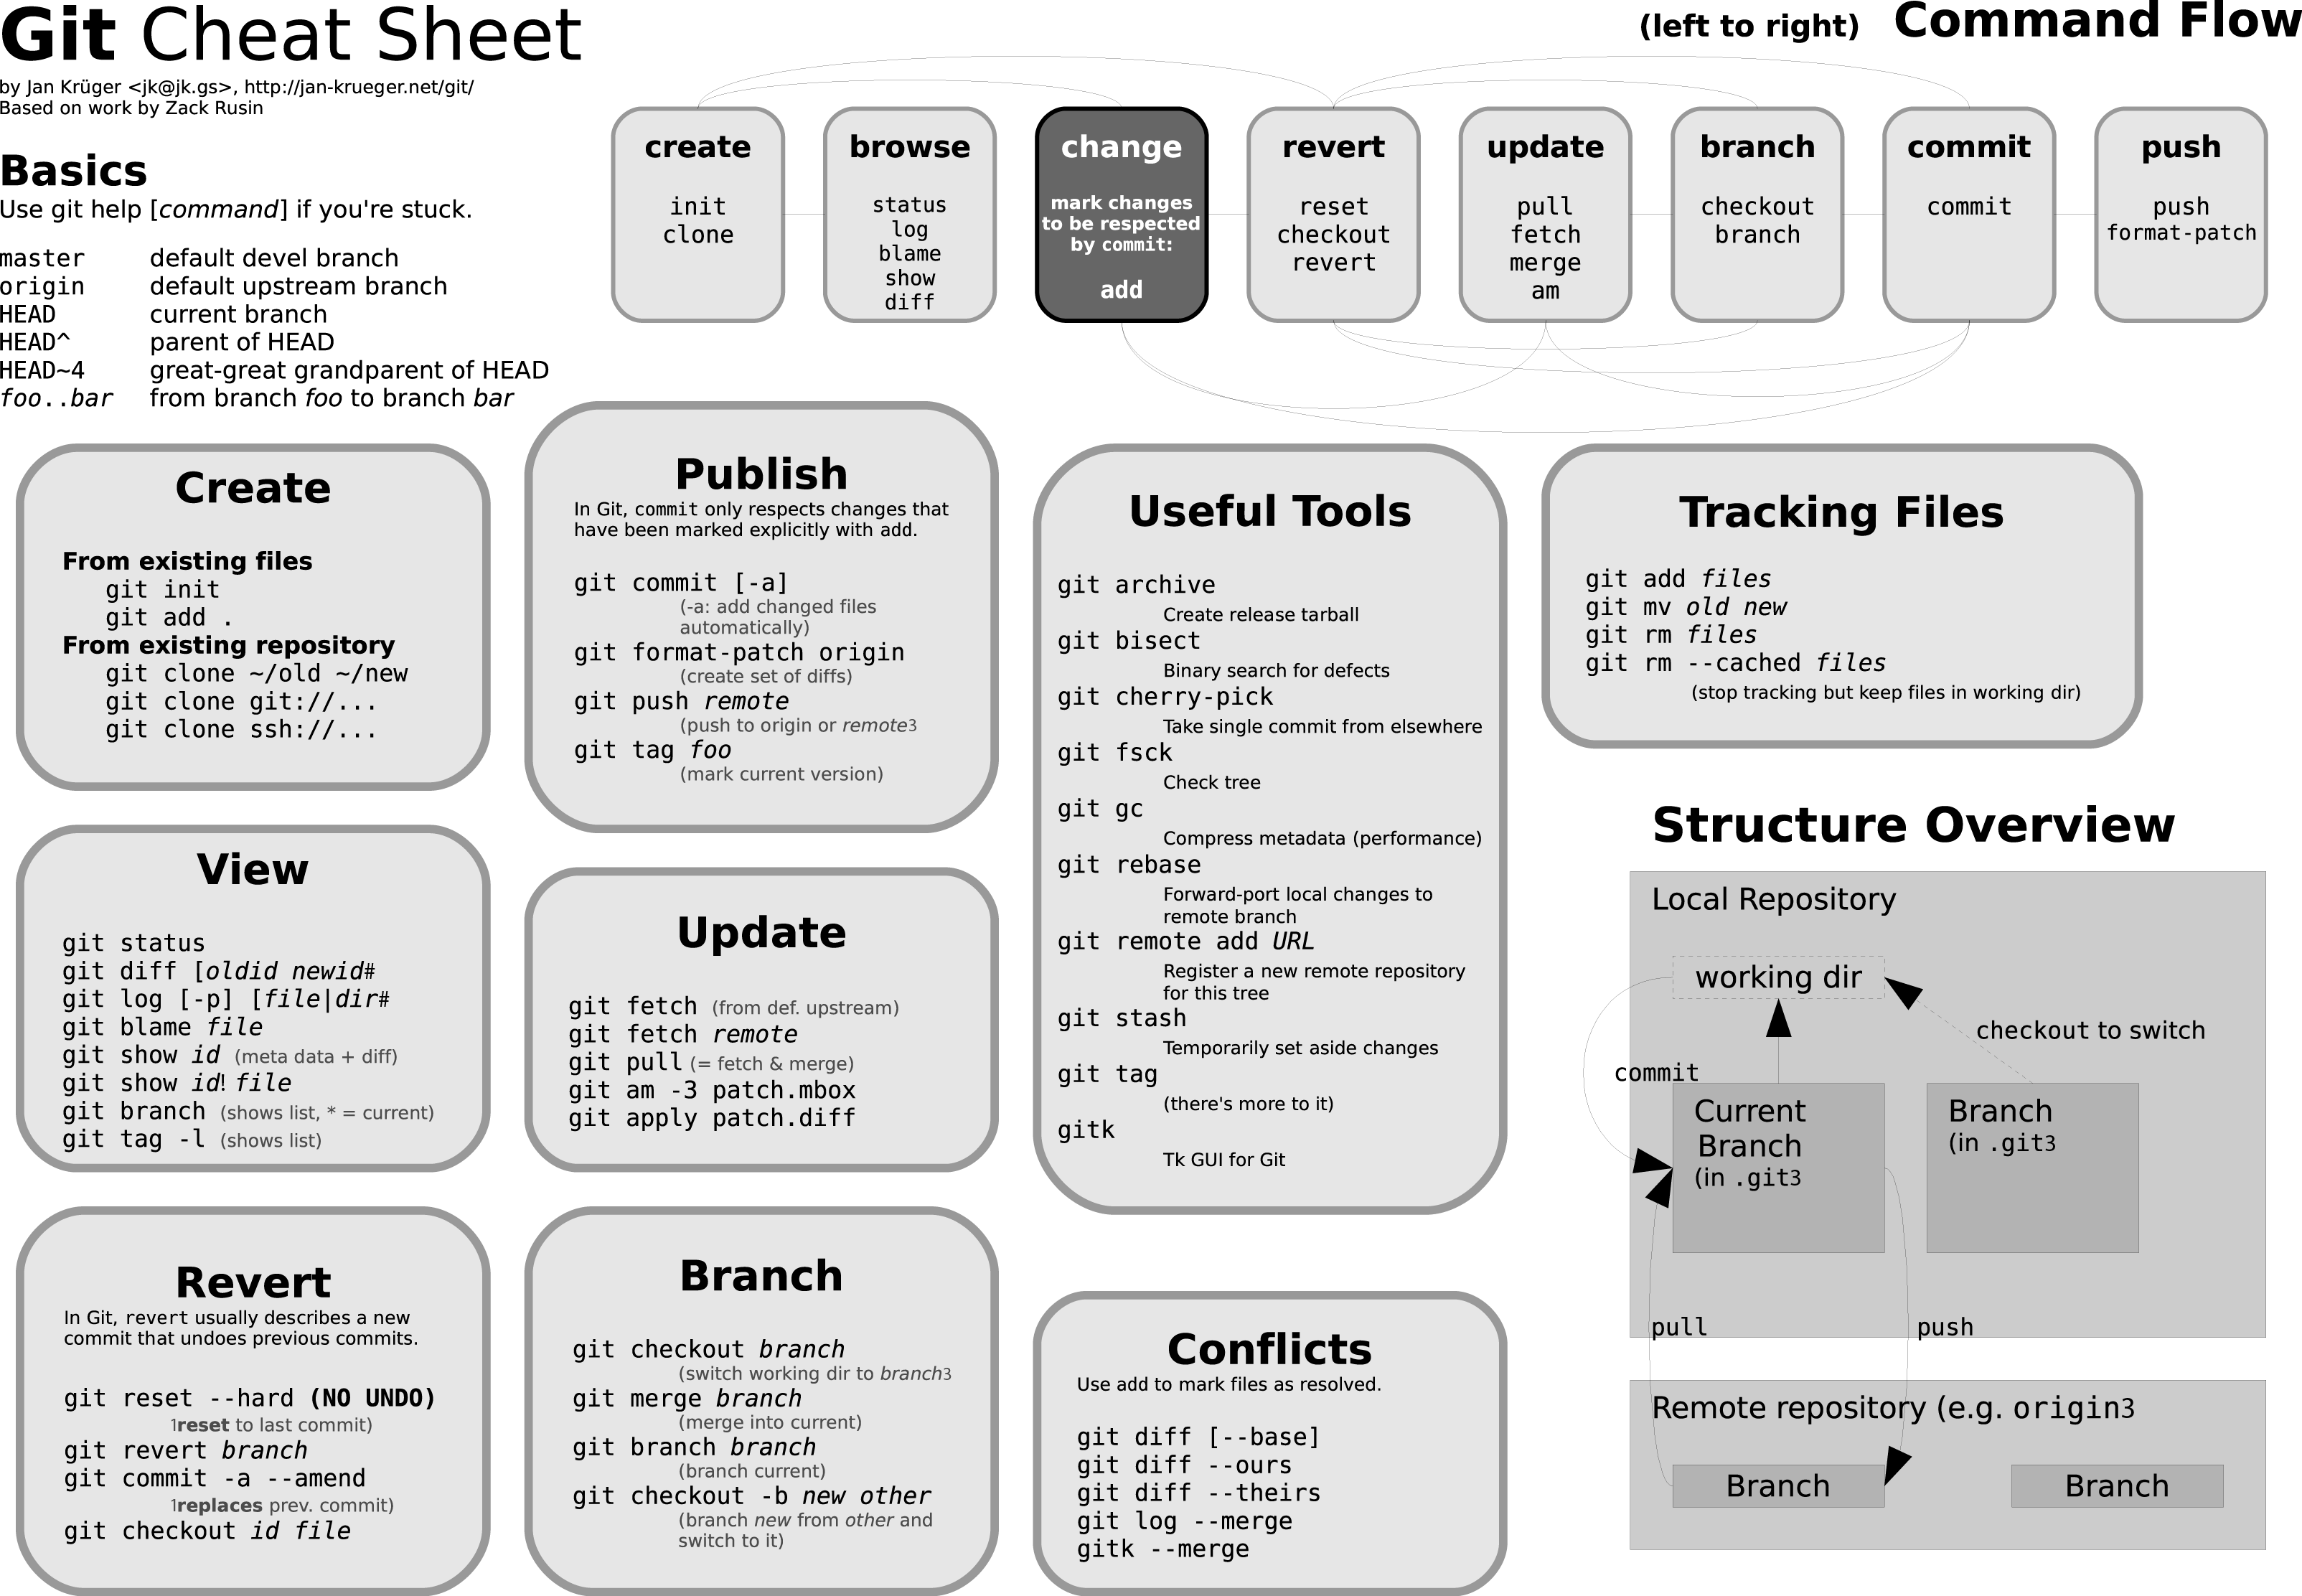 Git Cheat Sheet
by Jan Krüger <jk@jk.gs>, http://jan-krueger.net/git/
Based on work by Zack Rusin
Basics
Use git help [command] if you're stuck.
master default devel branch
origin default upstream branch
HEAD current branch
HEAD^ parent of HEAD
HEAD~4 great-great grandparent of HEAD
foo..bar from branch foo to branch bar
(left to right) Command Flow
create
init
clone
browse
status
log
blame
show
diff
change
mark changes
to be respected
by commit:
add
revert
reset
checkout
revert
update
pull
fetch
merge
am
branch
checkout
branch
commit
commit
push
push
format-patch
Create
From existing files
git init
git add .
From existing repository
git clone ~/old ~/new
git clone git://...
git clone ssh://...
View
git status
git diff [oldid newid#
git log [-p] [file|dir#
git blame file
git show id (meta data + diff)
git show id! file
git branch (shows list, * = current)
git tag -l (shows list)
Revert
In Git, revert usually describes a new
commit that undoes previous commits.
git reset --hard (NO UNDO)
1reset to last commit)
git revert branch
git commit -a --amend
1replaces prev. commit)
git checkout id file
Publish
In Git, commit only respects changes that
have been marked explicitly with add.
git commit [-a]
(-a: add changed files
automatically)
git format-patch origin
(create set of diffs)
git push remote
(push to origin or remote3
git tag foo
(mark current version)
Update
git fetch (from def. upstream)
git fetch remote
git pull (= fetch & merge)
git am -3 patch.mbox
git apply patch.diff
Branch
git checkout branch
(switch working dir to branch3
git merge branch
(merge into current)
git branch branch
(branch current)
git checkout -b new other
(branch new from other and
switch to it)
Useful Tools
git archive
Create release tarball
git bisect
Binary search for defects
git cherry-pick
Take single commit from elsewhere
git fsck
Check tree
git gc
Compress metadata (performance)
git rebase
Forward-port local changes to
remote branch
git remote add URL
Register a new remote repository
for this tree
git stash
Temporarily set aside changes
git tag
(there's more to it)
gitk
Tk GUI for Git
Conflicts
Use add to mark files as resolved.
git diff [--base]
git diff --ours
git diff --theirs
git log --merge
gitk --merge
Tracking Files
git add files
git mv old new
git rm files
git rm --cached files
(stop tracking but keep files in working dir)
Structure Overview
Local Repository
working dir
checkout to switch
commit
Current
Branch
(in .git3
Branch
(in .git3
pull
push
Remote repository (e.g. origin3
Branch
Branch